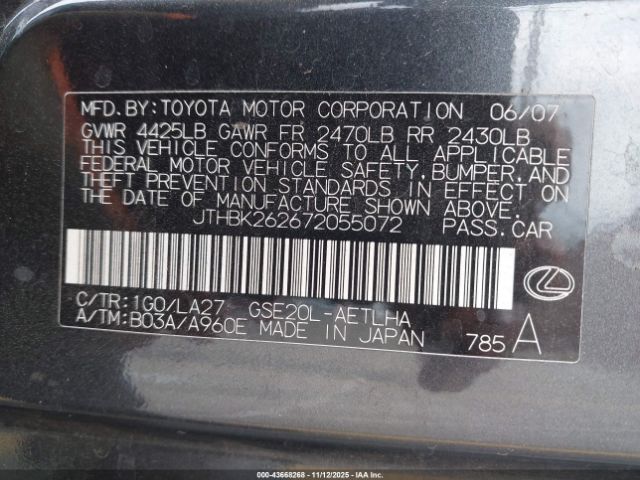 MFD.BY:TOYOTA MOTOR CORPORATION 06/07
GVWR 4425LB GAWR FR 2470LB RR 2430LB
THIS VEHICLE CONFORMS TO ALL APPLICABLE
FEDERAL MOTOR VEHICLE SAFETY,BUMPER,AND
THEFT PREVENTION STANDARDS IN EFFECT ON
THE DATE OF MANUFACTURE SHOWN ABOVE.
JTHBK262672055072 PASS.CAR
C/TR:1G0/LA27 GSE20L-AETLHA
A/TM:B03A/A960E MADE IN JAPAN 785 A
000-43668268 - 11/12/2025 - IAA Inc.